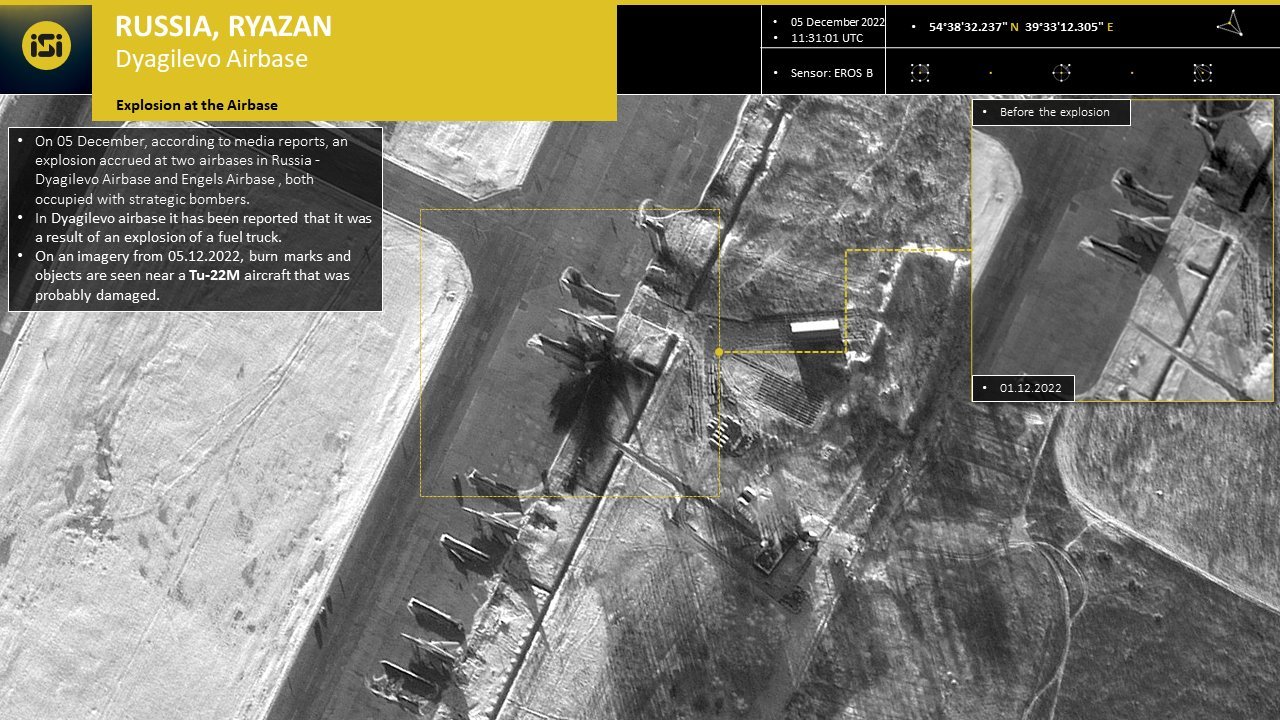 iSi
RUSSIA, RYAZAN
Dyagilevo Airbase
Explosion at the Airbase
• 05 December 2022
• 11:31:01 UTC
• Sensor: EROS B
• 54°38'32.237" N 39°33'12.305" E
• On 05 December, according to media reports, an
explosion accrued at two airbases in Russia -
Dyagilevo Airbase and Engels Airbase , both
occupied with strategic bombers.
• In Dyagilevo airbase it has been reported that it was
a result of an explosion of a fuel truck.
• On an imagery from 05.12.2022, burn marks and
objects are seen near a Tu-22M aircraft that was
probably damaged.
• Before the explosion
• 01.12.2022